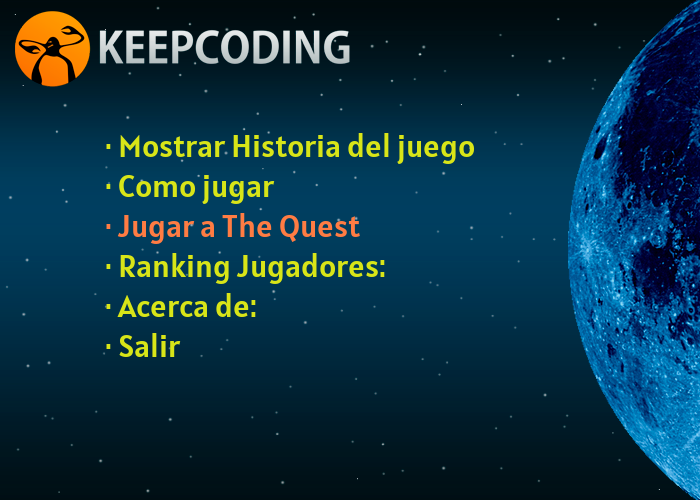 KEEPCODING
· Mostrar Historia del juego
· Como jugar
· Jugar a The Quest
· Ranking Jugadores:
· Acerca de:
· Salir